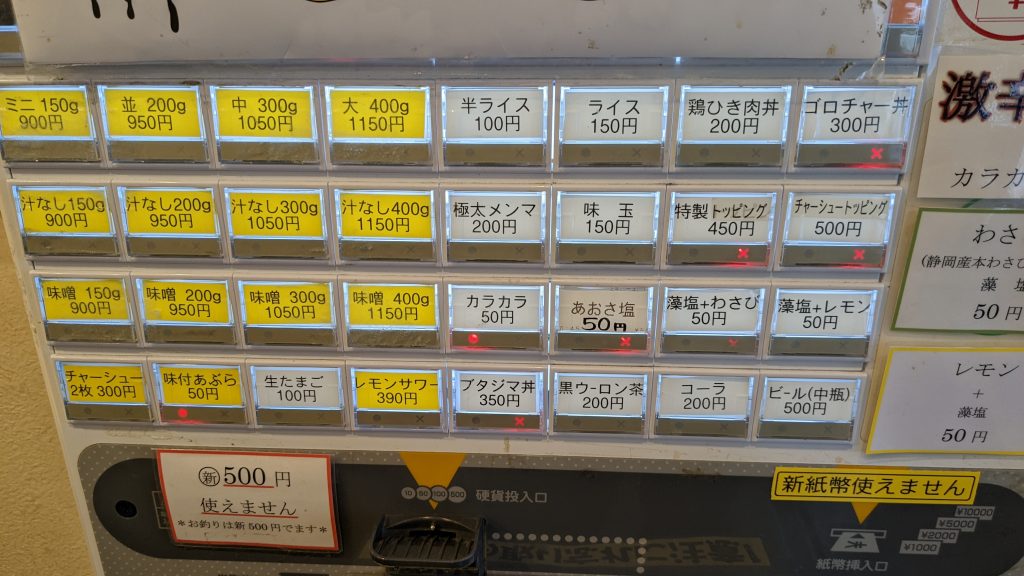 ミニ 150g
900円
並 200g
950円
中 300g
1050円
大 400g
1150円
半ライス
100円
ライス
150円
鶏ひき肉丼
200円
ゴロチャー丼
300円
汁なし150g
900円
汁なし200g
950円
汁なし300g
1050円
汁なし400g
1150円
極太メンマ
200円
味 玉
150円
特製トッピング
450円
チャーシュートッピング
500円
味噌 150g
900円
味噌 200g
950円
味噌 300g
1050円
味噌 400g
1150円
カラカラ
50円
あおさ塩
50円
藻塩+わさび
50円
藻塩+レモン
50円
チャーシュー
2枚 300円
味付あぶら
50円
生たまご
100円
レモンサワー
390円
ブタジマ丼
350円
黒ウーロン茶
200円
コーラ
200円
ビール(中瓶)
500円
激辛
カラカ
わさ
(静岡産本わさび
藻 塩
50円
レモン
+
藻塩
50円
新500円
使えません
*お釣りは新500円でます*
10 50 100 500
硬貨投入口
新紙幣使えません
¥10000
¥5000
¥2000
¥1000
紙幣挿入口